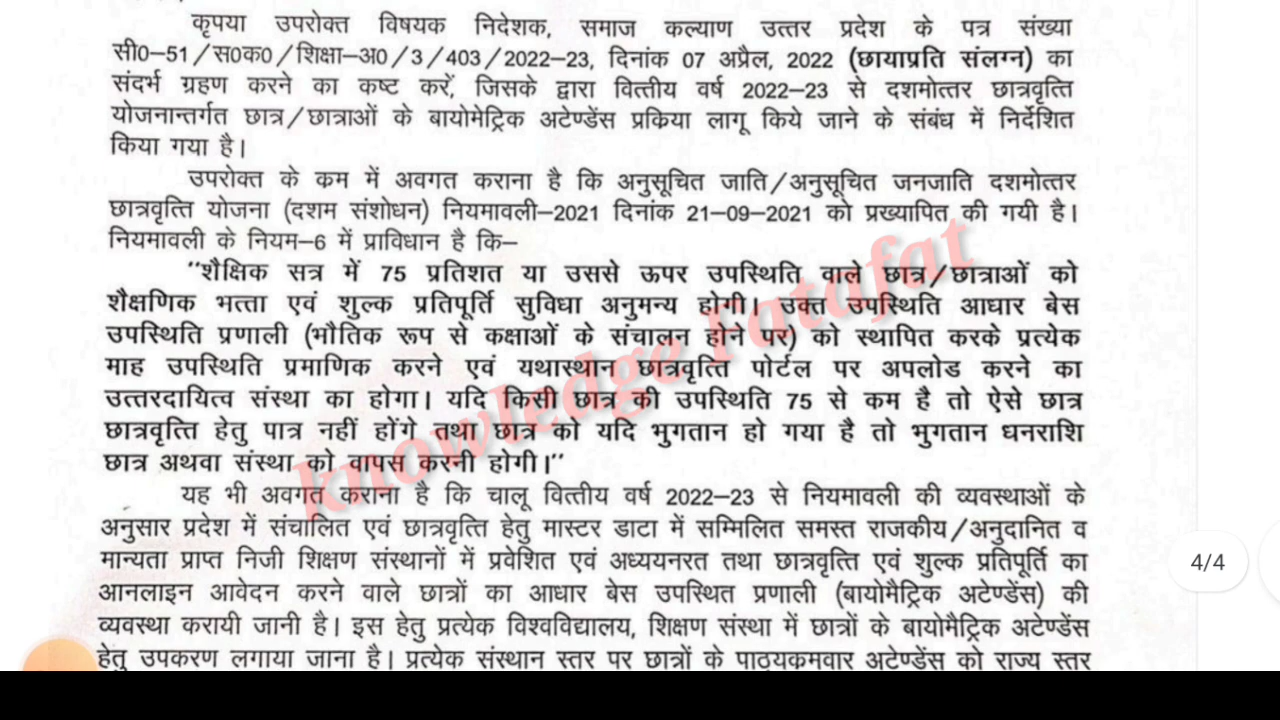 कृपया उपरोक्त विषयक निदेशक, समाज कल्याण उत्तर प्रदेश के पत्र संख्या
सी0–51/स0क0/शिक्षा–अ0/3/403/2022–23, दिनांक 07 अप्रैल, 2022 (छायाप्रति संलग्न) का
संदर्भ ग्रहण करने का कष्ट करें, जिसके द्वारा वित्तीय वर्ष 2022–23 से दशमोत्तर छात्रवृत्ति
योजनान्तर्गत छात्र/छात्राओं के बायोमेट्रिक अटेण्डेंस प्रकिया लागू किये जाने के संबंध में निर्देशित
किया गया है।
उपरोक्त के कम में अवगत कराना है कि अनुसूचित जाति/अनुसूचित जनजाति दशमोत्तर
छात्रवृत्ति योजना (दशम संशोधन) नियमावली–2021 दिनांक 21–09–2021 को प्रख्यापित की गयी है।
नियमावली के नियम–6 में प्राविधान है कि–
"शैक्षिक सत्र में 75 प्रतिशत या उससे ऊपर उपस्थिति वाले छात्र/छात्राओं को
शैक्षणिक भत्ता एवं शुल्क प्रतिपूर्ति सुविधा अनुमन्य होगी। उक्त उपस्थिति आधार बेस
उपस्थिति प्रणाली (भौतिक रूप से कक्षाओं के संचालन होने पर) को स्थापित करके प्रत्येक
माह उपस्थिति प्रमाणिक करने एवं यथास्थान छात्रवृत्ति पोर्टल पर अपलोड करने का
उत्तरदायित्व संस्था का होगा। यदि किसी छात्र की उपस्थिति 75 से कम है तो ऐसे छात्र
छात्रवृत्ति हेतु पात्र नहीं होंगे तथा छात्र को यदि भुगतान हो गया है तो भुगतान धनराशि
छात्र अथवा संस्था को वापस करनी होगी।"
यह भी अवगत कराना है कि चालू वित्तीय वर्ष 2022–23 से नियमावली की व्यवस्थाओं के
अनुसार प्रदेश में संचालित एवं छात्रवृत्ति हेतु मास्टर डाटा में सम्मिलित समस्त राजकीय/अनुदानित व
मान्यता प्राप्त निजी शिक्षण संस्थानों में प्रवेशित एवं अध्ययनरत तथा छात्रवृत्ति एवं शुल्क प्रतिपूर्ति का
आनलाइन आवेदन करने वाले छात्रों का आधार बेस उपस्थित प्रणाली (बायोमैट्रिक अटेण्डेंस) की
व्यवस्था करायी जानी है। इस हेतु प्रत्येक विश्वविद्यालय, शिक्षण संस्था में छात्रों के बायोमैट्रिक अटेण्डेंस
हेतु उपकरण लगाया जाना है। प्रत्येक संस्थान स्तर पर छात्रों के पाठ्यकमवार अटेण्डेंस को राज्य स्तर
knowledge Fatafat
4/4